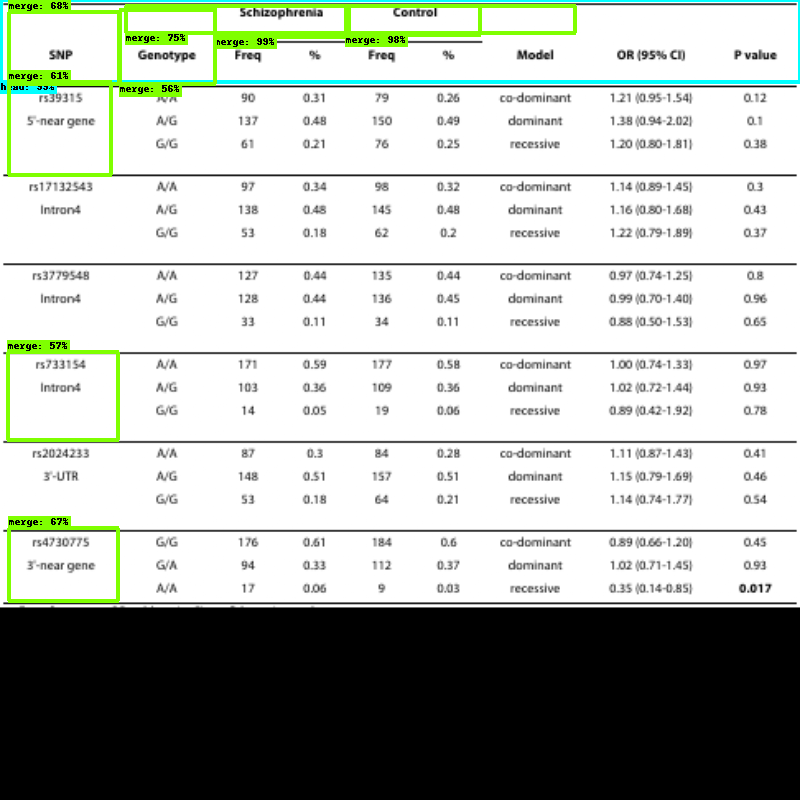 merge: 68%
Schizophrenia Control
merge: 75% merge: 99% merge: 98%
SNP Genotype Freq % Freq % Model OR (95% CI) P value
merge: 61%
merge: 56%
rs39315 A/A 90 0.31 79 0.26 co-dominant 1.21 (0.95-1.54) 0.12
5'-near gene A/G 137 0.48 150 0.49 dominant 1.38 (0.94-2.02) 0.1
G/G 61 0.21 76 0.25 recessive 1.20 (0.80-1.81) 0.38
rs17132543 A/A 97 0.34 98 0.32 co-dominant 1.14 (0.89-1.45) 0.3
Intron4 A/G 138 0.48 145 0.48 dominant 1.16 (0.80-1.68) 0.43
G/G 53 0.18 62 0.2 recessive 1.22 (0.79-1.89) 0.37
rs3779548 A/A 127 0.44 135 0.44 co-dominant 0.97 (0.74-1.25) 0.8
Intron4 A/G 128 0.44 136 0.45 dominant 0.99 (0.70-1.40) 0.96
G/G 33 0.11 34 0.11 recessive 0.88 (0.50-1.53) 0.65
merge: 57%
rs733154 A/A 171 0.59 177 0.58 co-dominant 1.00 (0.74-1.33) 0.97
Intron4 A/G 103 0.36 109 0.36 dominant 1.02 (0.72-1.44) 0.93
G/G 14 0.05 19 0.06 recessive 0.89 (0.42-1.92) 0.78
rs2024233 A/A 87 0.3 84 0.28 co-dominant 1.11 (0.87-1.43) 0.41
3'-UTR A/G 148 0.51 157 0.51 dominant 1.15 (0.79-1.69) 0.46
G/G 53 0.18 64 0.21 recessive 1.14 (0.74-1.77) 0.54
merge: 67%
rs4730775 G/G 176 0.61 184 0.6 co-dominant 0.89 (0.66-1.20) 0.45
3'-near gene G/A 94 0.33 112 0.37 dominant 1.02 (0.71-1.45) 0.93
A/A 17 0.06 9 0.03 recessive 0.35 (0.14-0.85) 0.017